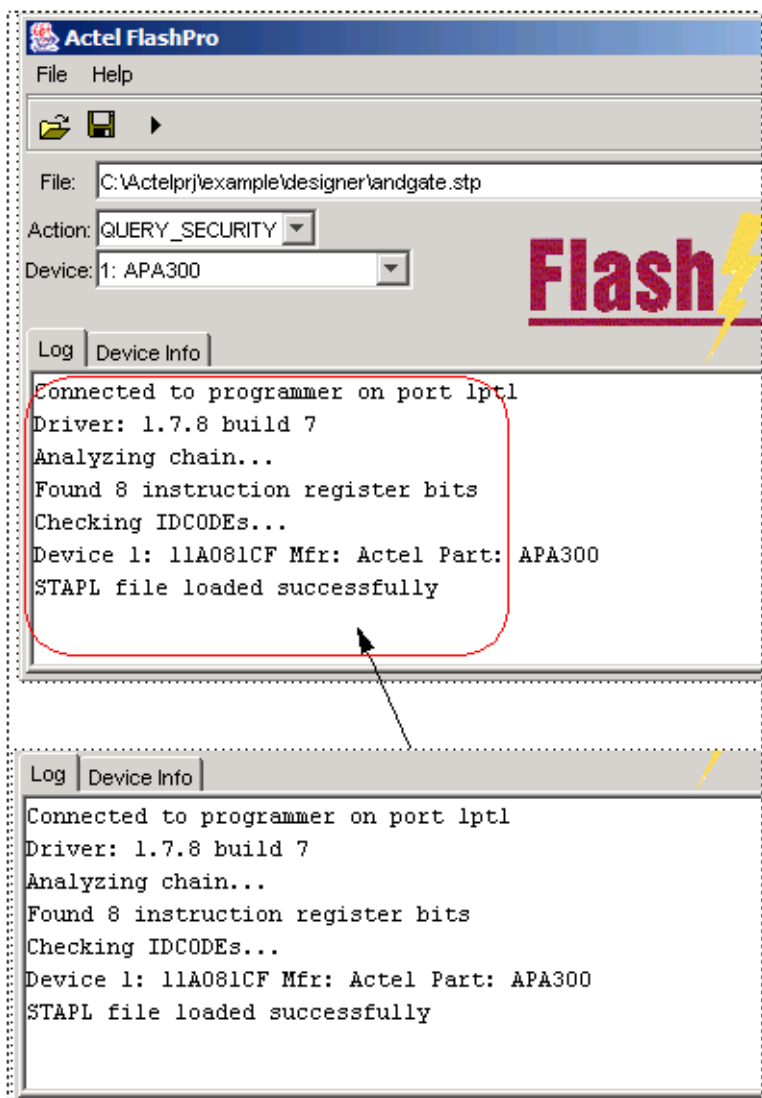 Actel FlashPro
File Help
File: C:\Actelprj\example\designer\andgate.stp
Action: QUERY_SECURITY
Device: 1: APA300
Flash
Log Device Info
Connected to programmer on port lpt1
Driver: 1.7.8 build 7
Analyzing chain...
Found 8 instruction register bits
Checking IDCODEs...
Device 1: 11A081CF Mfr: Actel Part: APA300
STAPL file loaded successfully
Log Device Info
Connected to programmer on port lpt1
Driver: 1.7.8 build 7
Analyzing chain...
Found 8 instruction register bits
Checking IDCODEs...
Device 1: 11A081CF Mfr: Actel Part: APA300
STAPL file loaded successfully